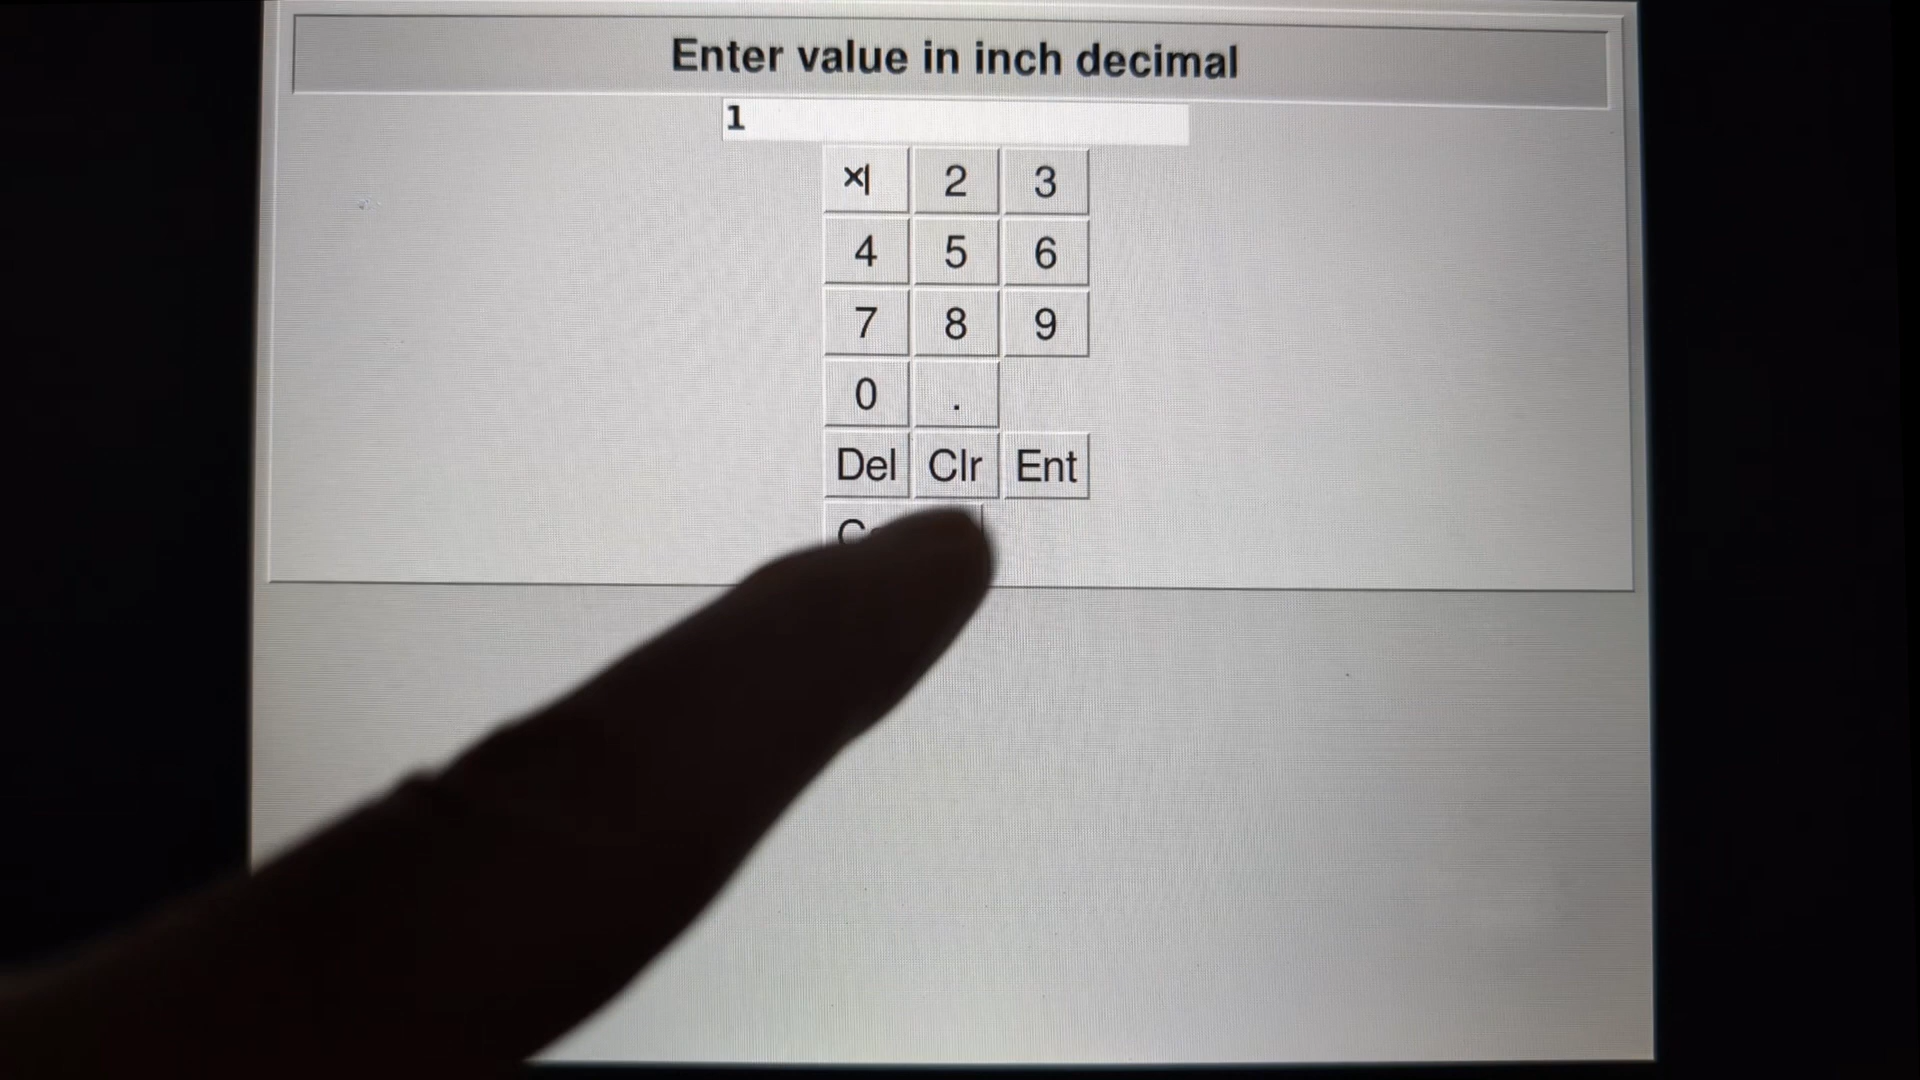 Enter value in inch decimal
1
2 3
4 5 6
7 8 9
0 .
Del Clr Ent